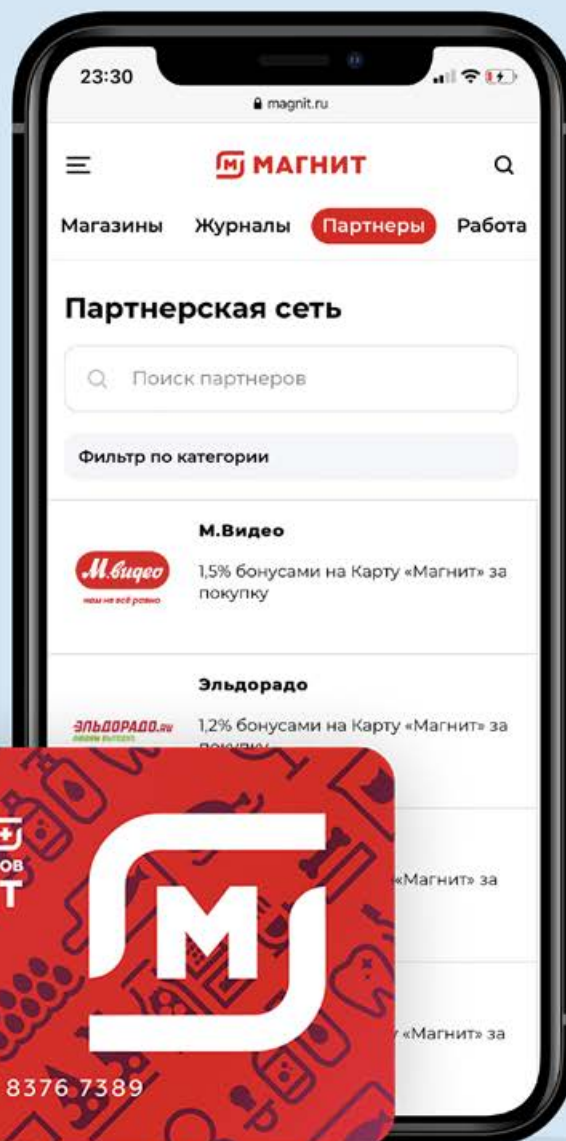 23:30
magnit.ru
М МАГНИТ
Магазины Журналы Партнеры Работа
Партнерская сеть
Поиск партнеров
Фильтр по категории
М.Видео
М.видео
1,5% бонусами на Карту «Магнит» за
покупку
нам не всё равно
Эльдорадо
ЭЛЬДОРАДО.RU
1,2% бонусами на Карту «Магнит» за
покупку
«Магнит» за
«Магнит» за
ОВ
Т
М
8376 7389